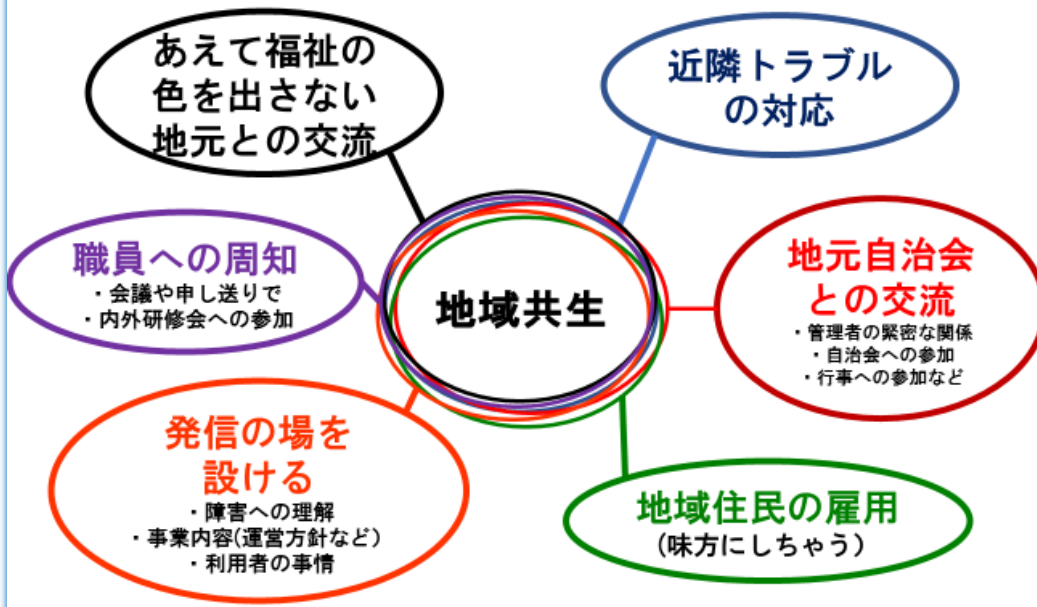 あえて福祉の
色を出さない
地元との交流
近隣トラブル
の対応
職員への周知
・会議や申し送りで
・内外研修会への参加
地域共生
地元自治会
との交流
・管理者の緊密な関係
・自治会への参加
・行事への参加など
発信の場を
設ける
・障害への理解
・事業内容(運営方針など)
・利用者の事情
地域住民の雇用
(味方にしちゃう)